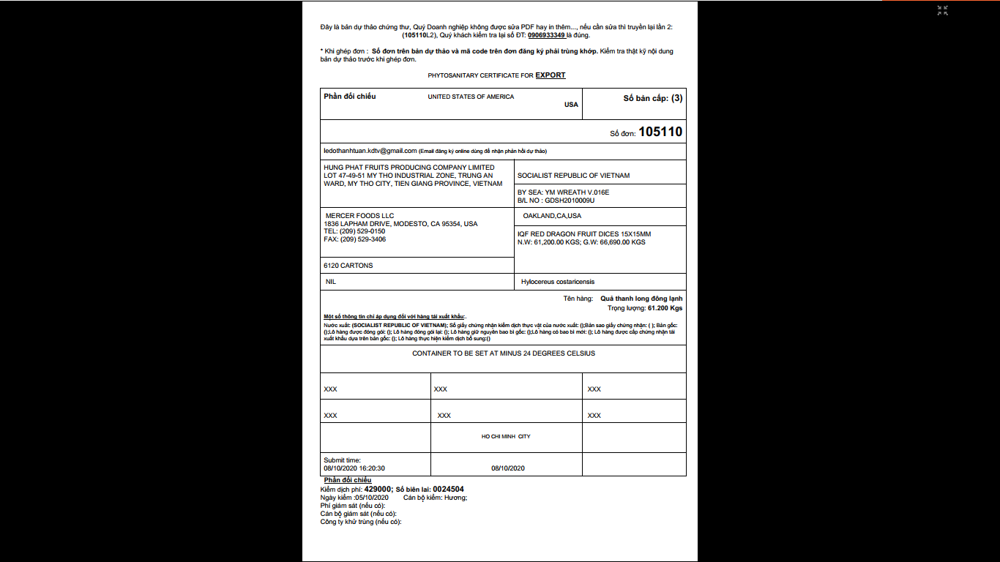 Đây là bản dự thảo chứng thư, Quý Doanh nghiệp không được sửa PDF hay in thêm..., nếu cần sửa thì truyền lại lần 2:
(105110L2), Quý khách kiểm tra lại số ĐT: 0906933349 là đúng.
* Khi ghép đơn : Số đơn trên bản dự thảo và mã code trên đơn đăng ký phải trùng khớp. Kiểm tra thật kỹ nội dung
bản dự thảo trước khi ghép đơn.
PHYTOSANITARY CERTIFICATE FOR EXPORT
Phần đối chiếu UNITED STATES OF AMERICA Số bản cấp: (3)
USA
Số đơn: 105110
ledothanhtuan.kdtv@gmail.com (Email đăng ký online dùng để nhận phản hồi dự thảo)
HUNG PHAT FRUITS PRODUCING COMPANY LIMITED
LOT 47-49-51 MY THO INDUSTRIAL ZONE, TRUNG AN
WARD, MY THO CITY, TIEN GIANG PROVINCE, VIETNAM
SOCIALIST REPUBLIC OF VIETNAM
BY SEA: YM WREATH V.016E
B/L NO : GDSH2010009U
MERCER FOODS LLC
1836 LAPHAM DRIVE, MODESTO, CA 95354, USA
TEL: (209) 529-0150
FAX: (209) 529-3406
OAKLAND,CA,USA
IQF RED DRAGON FRUIT DICES 15X15MM
N.W: 61,200.00 KGS; G.W: 66,690.00 KGS
6120 CARTONS
NIL Hylocereus costaricensis
Tên hàng: Quả thanh long đông lạnh
Trọng lượng: 61.200 Kgs
Một số thông tin chỉ áp dụng đối với hàng tái xuất khẩu:.
Nước xuất: (SOCIALIST REPUBLIC OF VIETNAM); Số giấy chứng nhận kiểm dịch thực vật của nước xuất: ();Bản sao giấy chứng nhận: ( ); Bản gốc:
();Lô hàng được đóng gói: (); Lô hàng đóng gói lại: (); Lô hàng giữ nguyên bao bì gốc: ();Lô hàng có bao bì mới: (); Lô hàng được cấp chứng nhận tái
xuất khẩu dựa trên bản gốc: (); Lô hàng thực hiện kiểm dịch bổ sung:()
CONTAINER TO BE SET AT MINUS 24 DEGREES CELSIUS
XXX XXX XXX
XXX XXX XXX
HO CHI MINH CITY
Submit time:
08/10/2020 16:20:30 08/10/2020
Phần đối chiếu
Kiểm dịch phí: 429000; Số biên lai: 0024504
Ngày kiểm :05/10/2020 Cán bộ kiểm: Hương;
Phí giám sát (nếu có):
Cán bộ giám sát (nếu có):
Công ty khử trùng (nếu có):